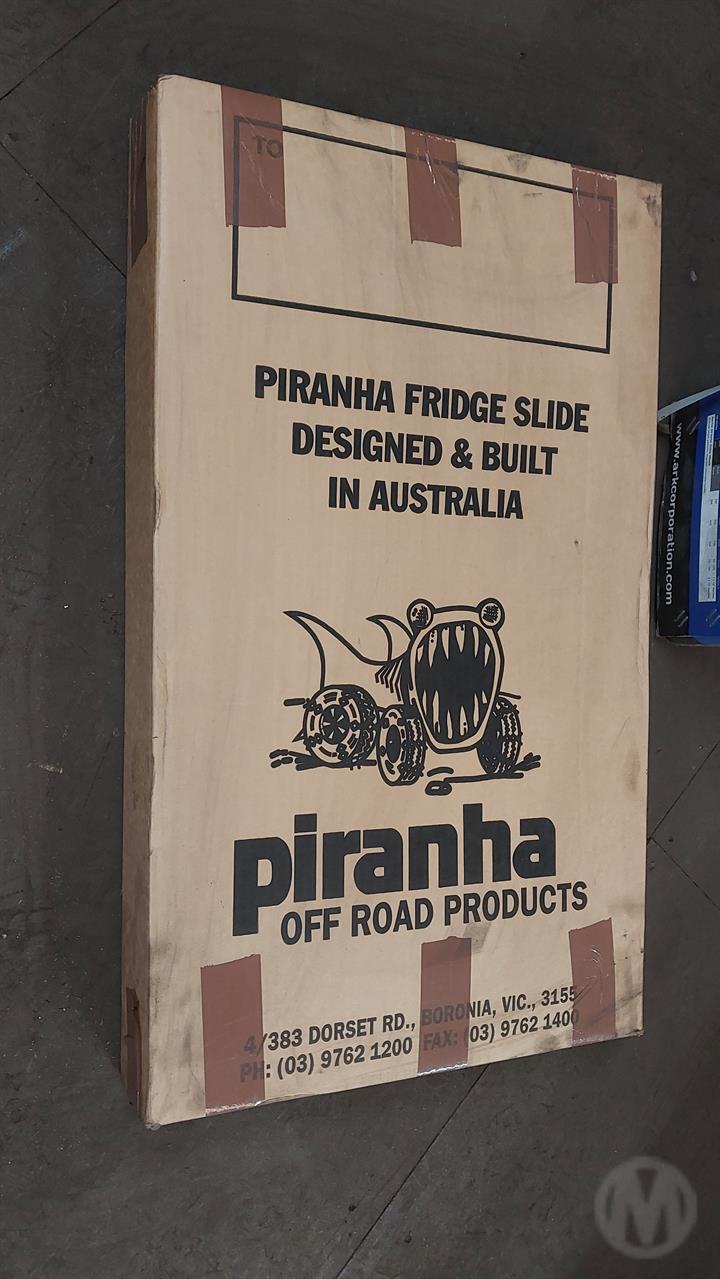 TO
PIRANHA FRIDGE SLIDE
DESIGNED & BUILT
IN AUSTRALIA
piranha
OFF ROAD PRODUCTS
4/383 DORSET RD., BORONIA, VIC., 3155
PH: (03) 9762 1200 FAX: (03) 9762 1400
www.arkcorporation.com
M